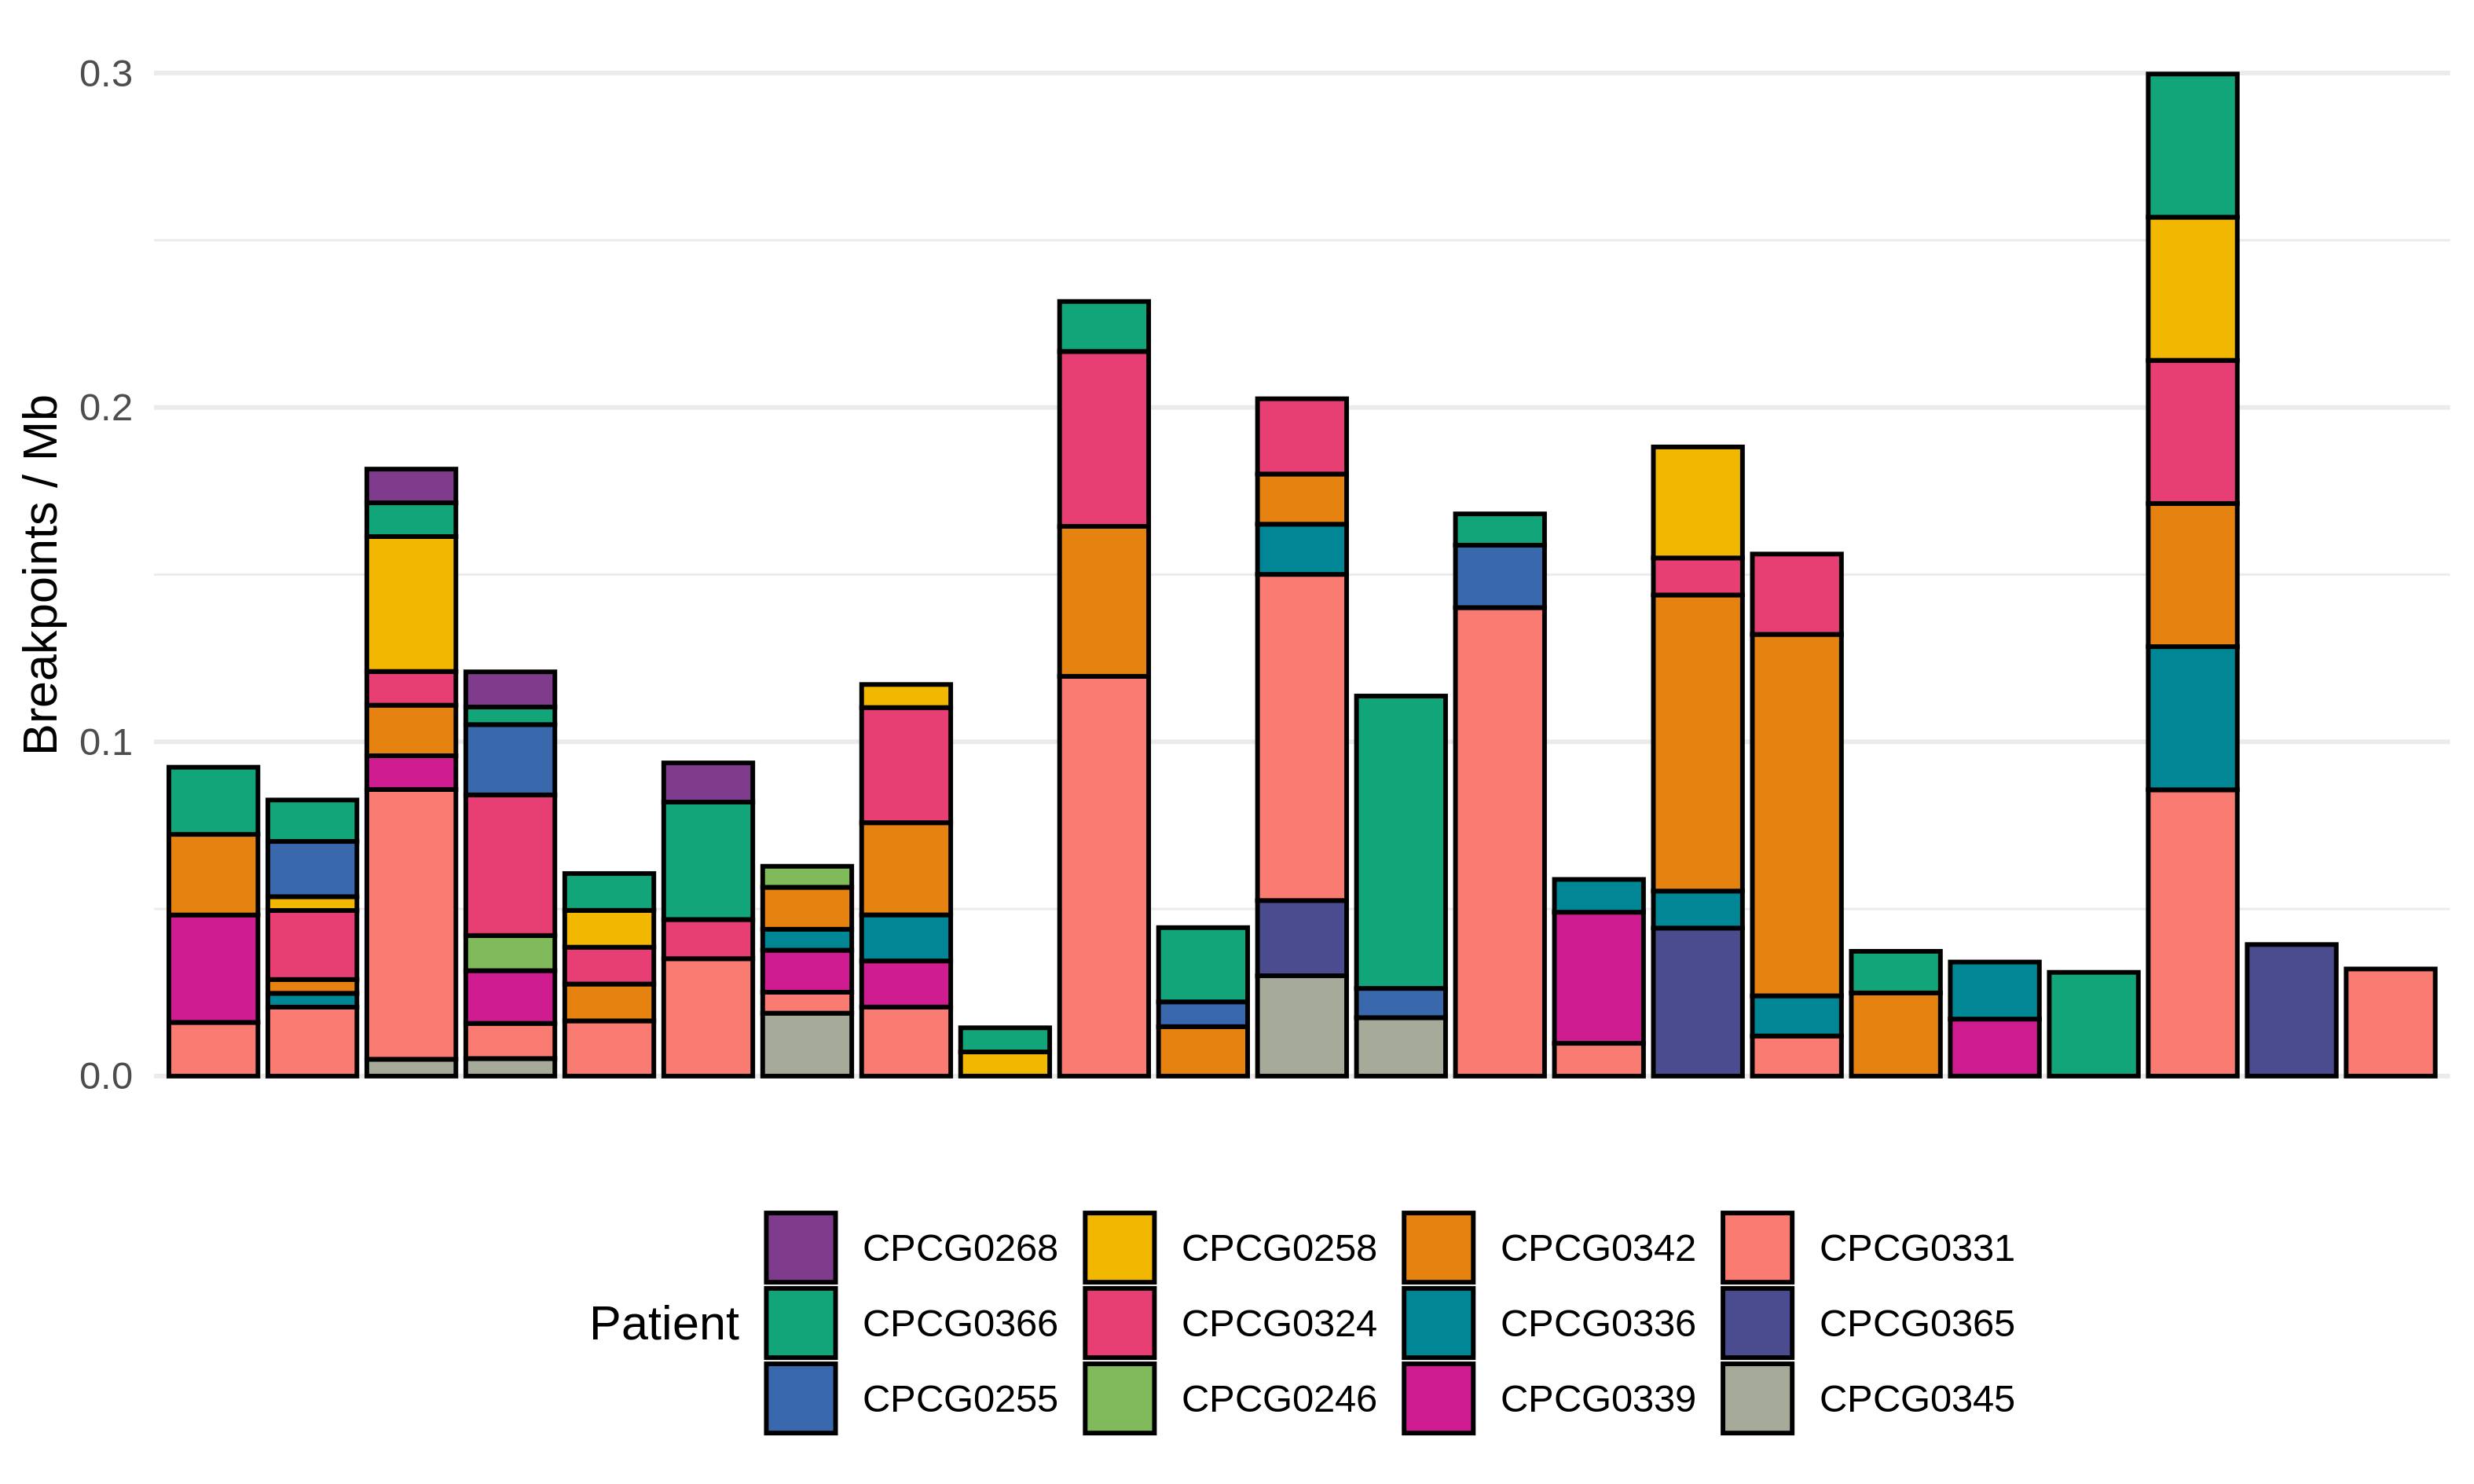 0.3
0.2
0.1
0.0
Breakpoints / Mb
Patient
CPCG0268 CPCG0258 CPCG0342 CPCG0331
CPCG0366 CPCG0324 CPCG0336 CPCG0365
CPCG0255 CPCG0246 CPCG0339 CPCG0345